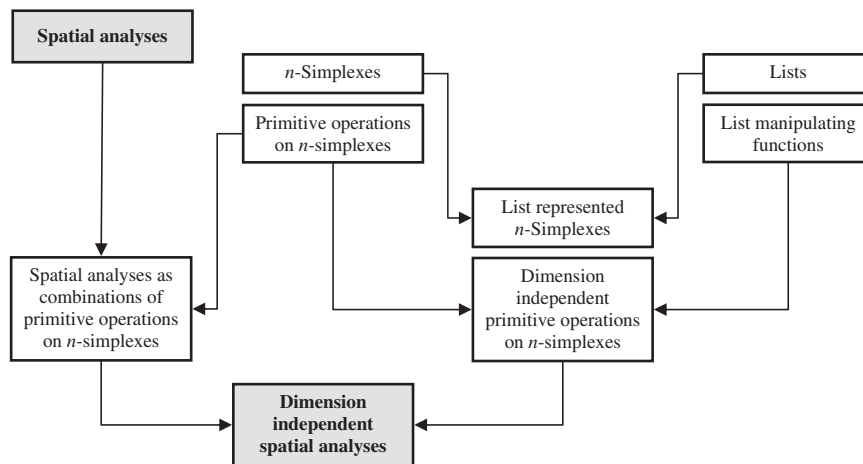 Spatial analyses
n-Simplexes
Lists
Primitive operations
on n-simplexes
List manipulating
functions
List represented
n-Simplexes
Spatial analyses as
combinations of
primitive operations
on n-simplexes
Dimension
independent
primitive operations
on n-simplexes
Dimension
independent
spatial analyses